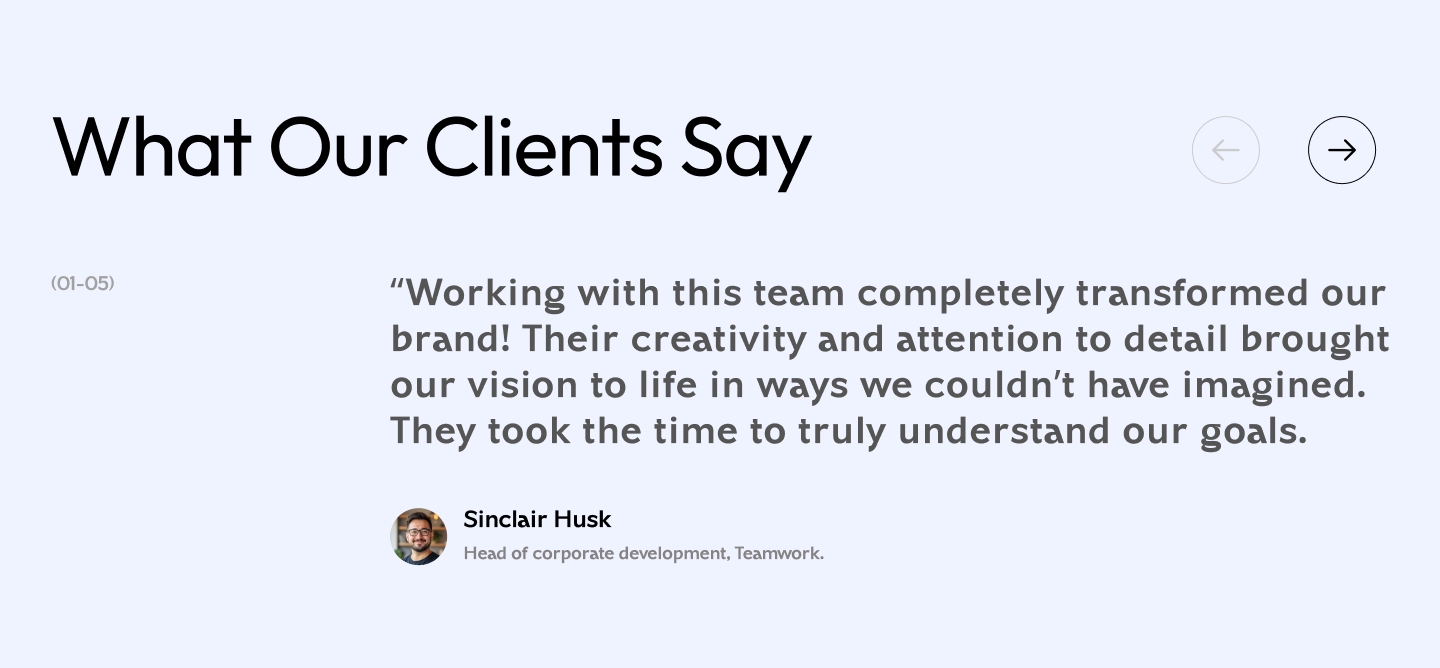 What Our Clients Say
(01-05)
“Working with this team completely transformed our
brand! Their creativity and attention to detail brought
our vision to life in ways we couldn’t have imagined.
They took the time to truly understand our goals.
Sinclair Husk
Head of corporate development, Teamwork.